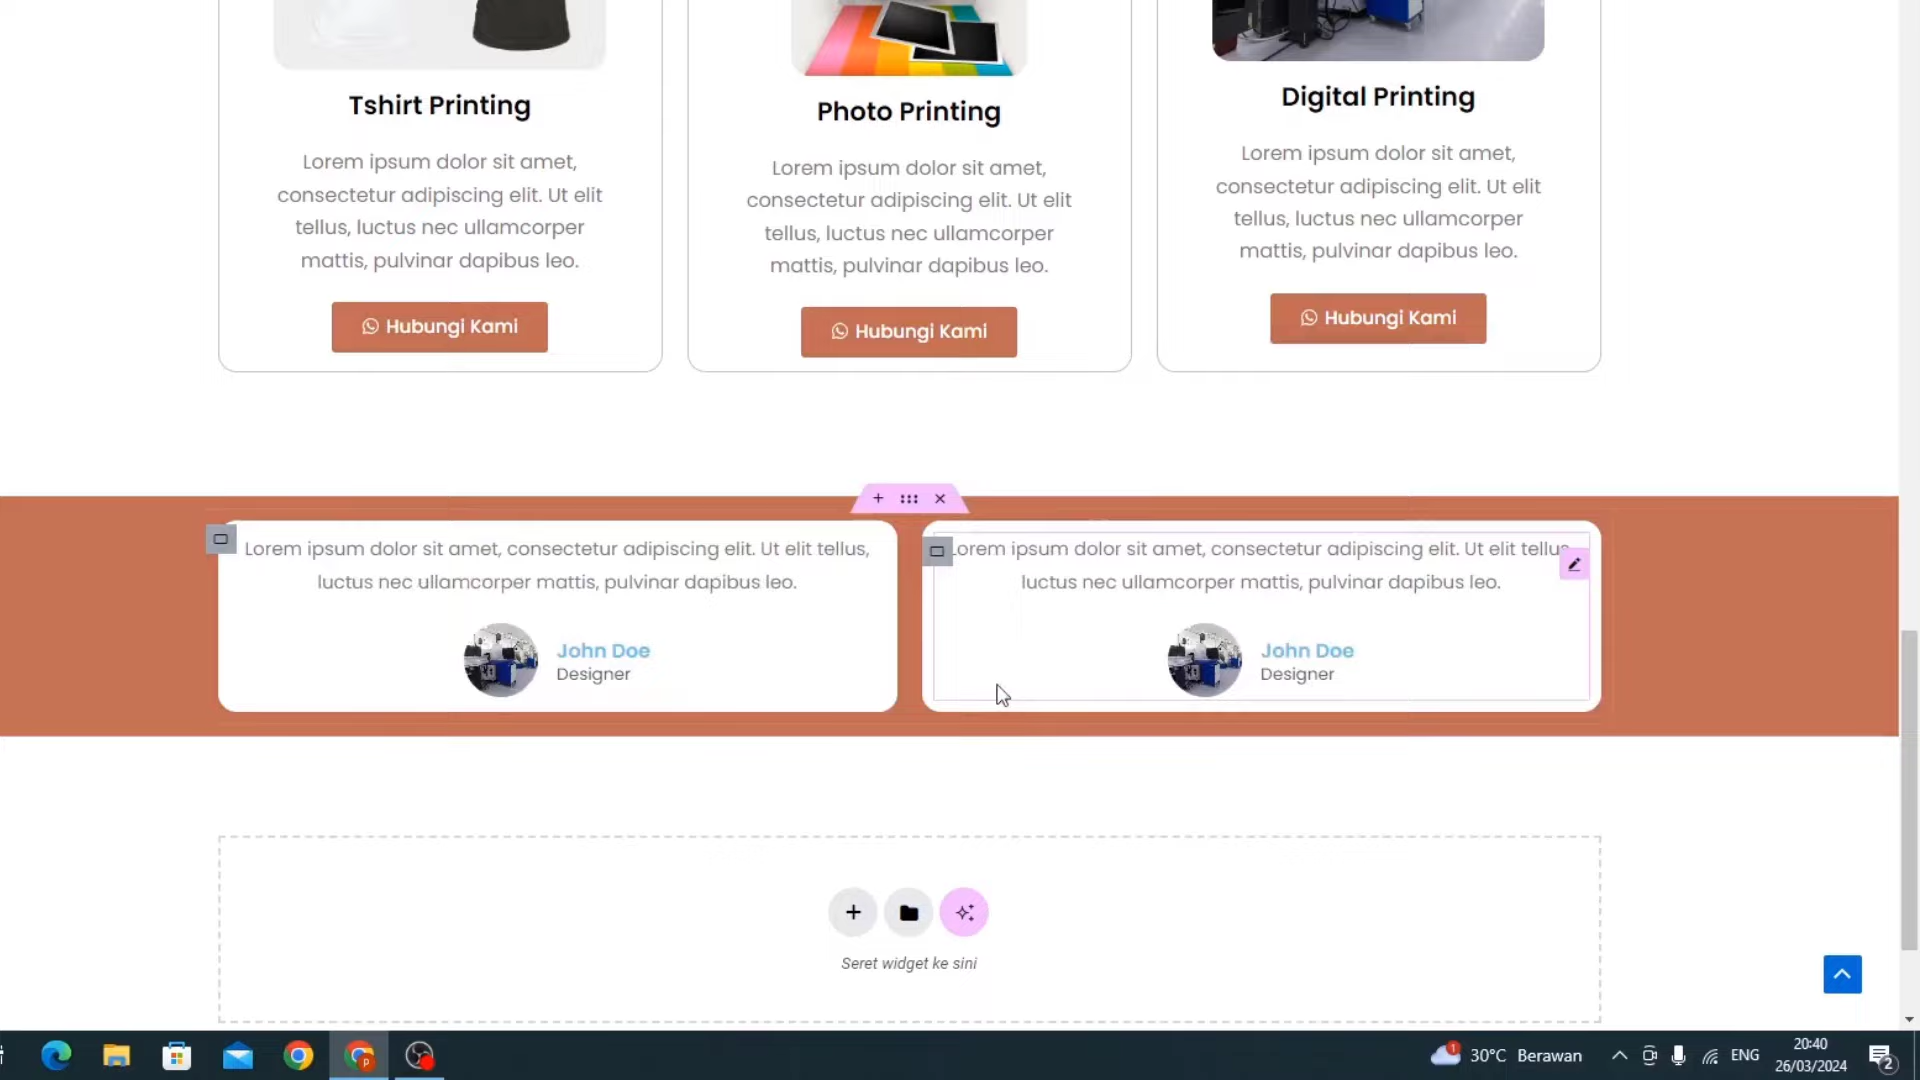 Tshirt Printing
Lorem ipsum dolor sit amet,
consectetur adipiscing elit. Ut elit
tellus, luctus nec ullamcorper
mattis, pulvinar dapibus leo.
Hubungi Kami
Photo Printing
Lorem ipsum dolor sit amet,
consectetur adipiscing elit. Ut elit
tellus, luctus nec ullamcorper
mattis, pulvinar dapibus leo.
Hubungi Kami
Digital Printing
Lorem ipsum dolor sit amet,
consectetur adipiscing elit. Ut elit
tellus, luctus nec ullamcorper
mattis, pulvinar dapibus leo.
Hubungi Kami
Lorem ipsum dolor sit amet, consectetur adipiscing elit. Ut elit tellus,
luctus nec ullamcorper mattis, pulvinar dapibus leo.
John Doe
Designer
Lorem ipsum dolor sit amet, consectetur adipiscing elit. Ut elit tellus
luctus nec ullamcorper mattis, pulvinar dapibus leo.
John Doe
Designer
Seret widget ke sini
1
30°C Berawan
ENG
20:40
26/03/2024
2